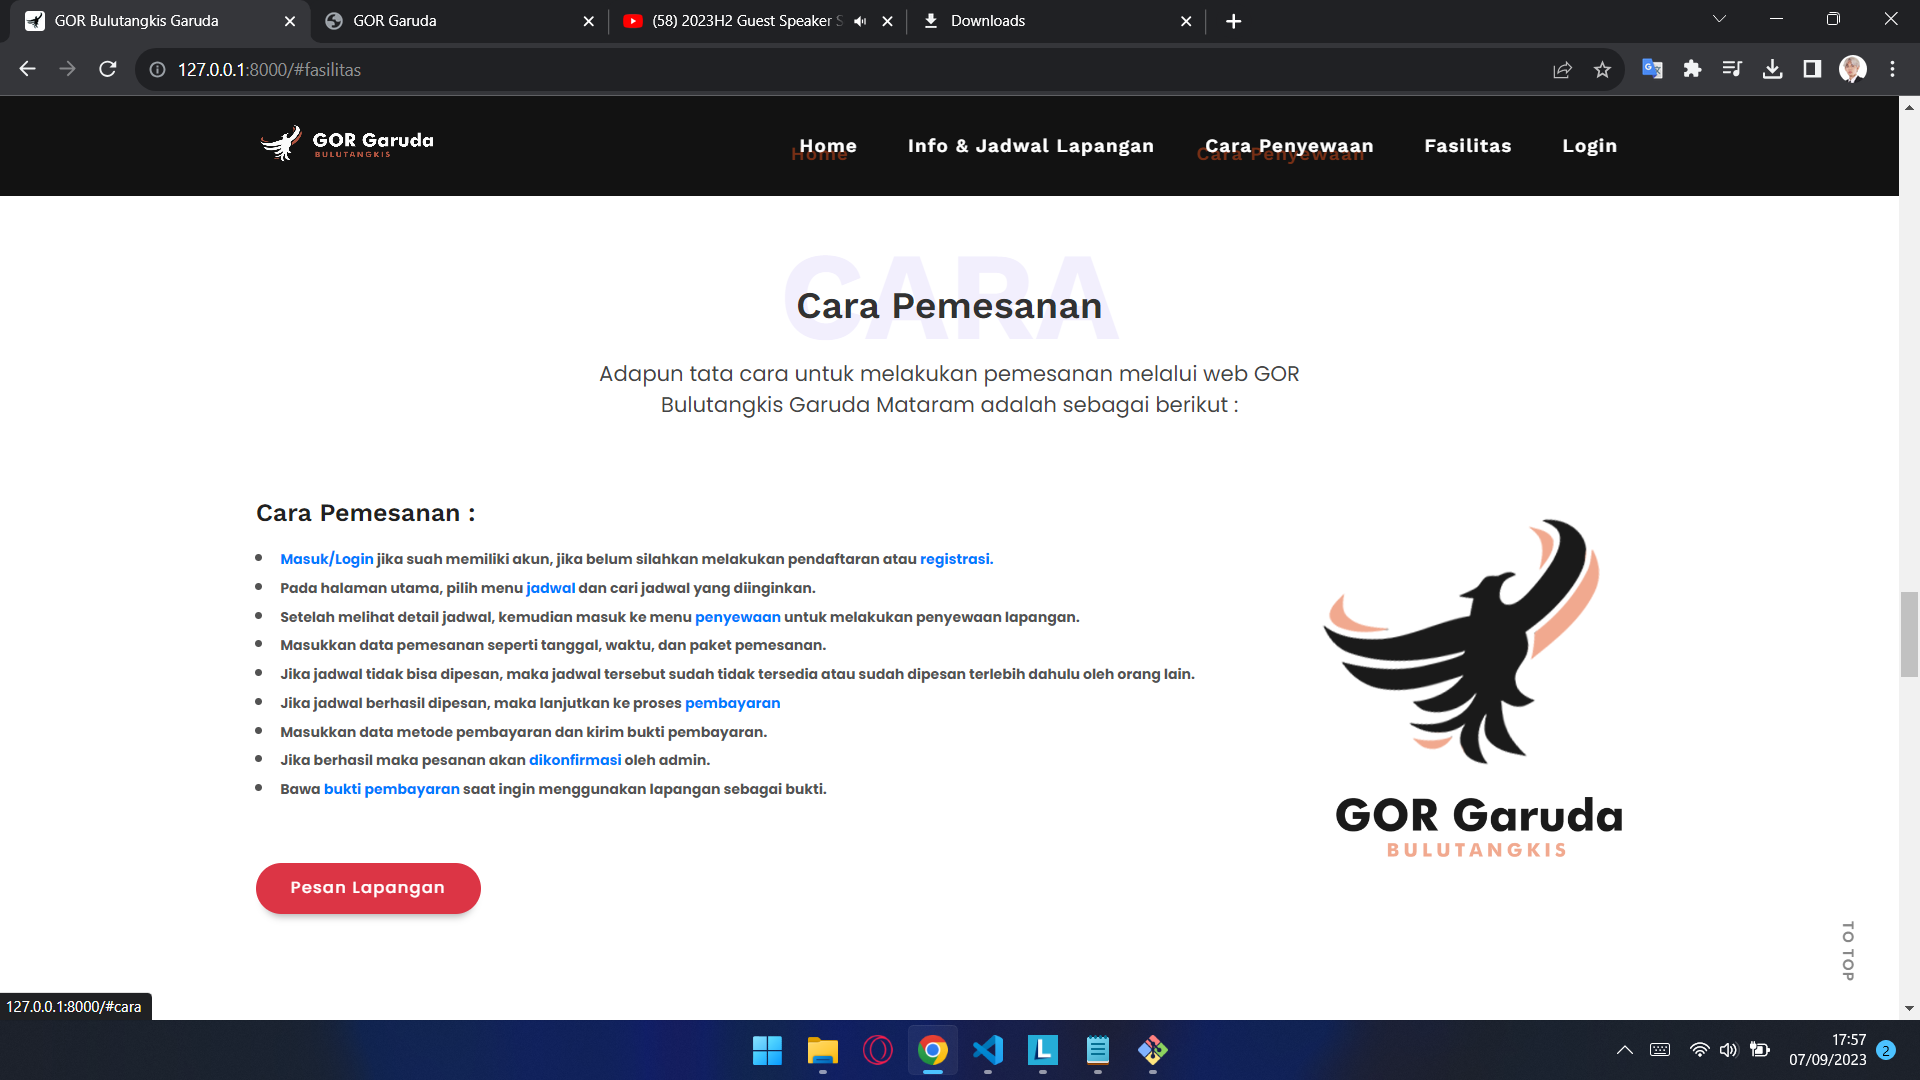 GOR Bulutangkis Garuda
GOR Garuda
(58) 2023H2 Guest Speaker S
Downloads
127.0.0.1:8000/#fasilitas
GOR Garuda
BULUTANGKIS
Home
Home
Info & Jadwal Lapangan
Cara Penyewaan
Cara Penyewaan
Fasilitas
Login
CARA
Cara Pemesanan
Adapun tata cara untuk melakukan pemesanan melalui web GOR
Bulutangkis Garuda Mataram adalah sebagai berikut :
Cara Pemesanan :
Masuk/Login jika suah memiliki akun, jika belum silahkan melakukan pendaftaran atau registrasi.
Pada halaman utama, pilih menu jadwal dan cari jadwal yang diinginkan.
Setelah melihat detail jadwal, kemudian masuk ke menu penyewaan untuk melakukan penyewaan lapangan.
Masukkan data pemesanan seperti tanggal, waktu, dan paket pemesanan.
Jika jadwal tidak bisa dipesan, maka jadwal tersebut sudah tidak tersedia atau sudah dipesan terlebih dahulu oleh orang lain.
Jika jadwal berhasil dipesan, maka lanjutkan ke proses pembayaran
Masukkan data metode pembayaran dan kirim bukti pembayaran.
Jika berhasil maka pesanan akan dikonfirmasi oleh admin.
Bawa bukti pembayaran saat ingin menggunakan lapangan sebagai bukti.
Pesan Lapangan
GOR Garuda
BULUTANGKIS
TO TOP
127.0.0.1:8000/#cara
L
17:57
07/09/2023
2